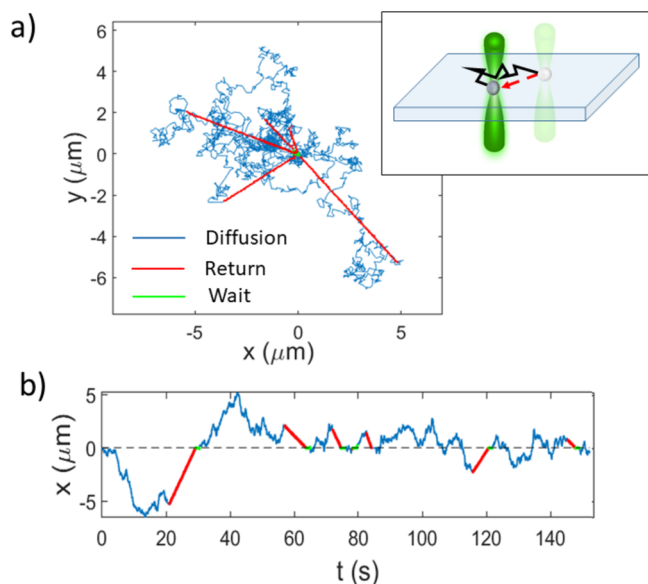 a)
6
4
2
0
-2
-4
-6
y (μm)
Diffusion
Return
Wait
-5 0 5
x (μm)
b)
5
0
-5
x (μm)
0 20 40 60 80 100 120 140
t (s)